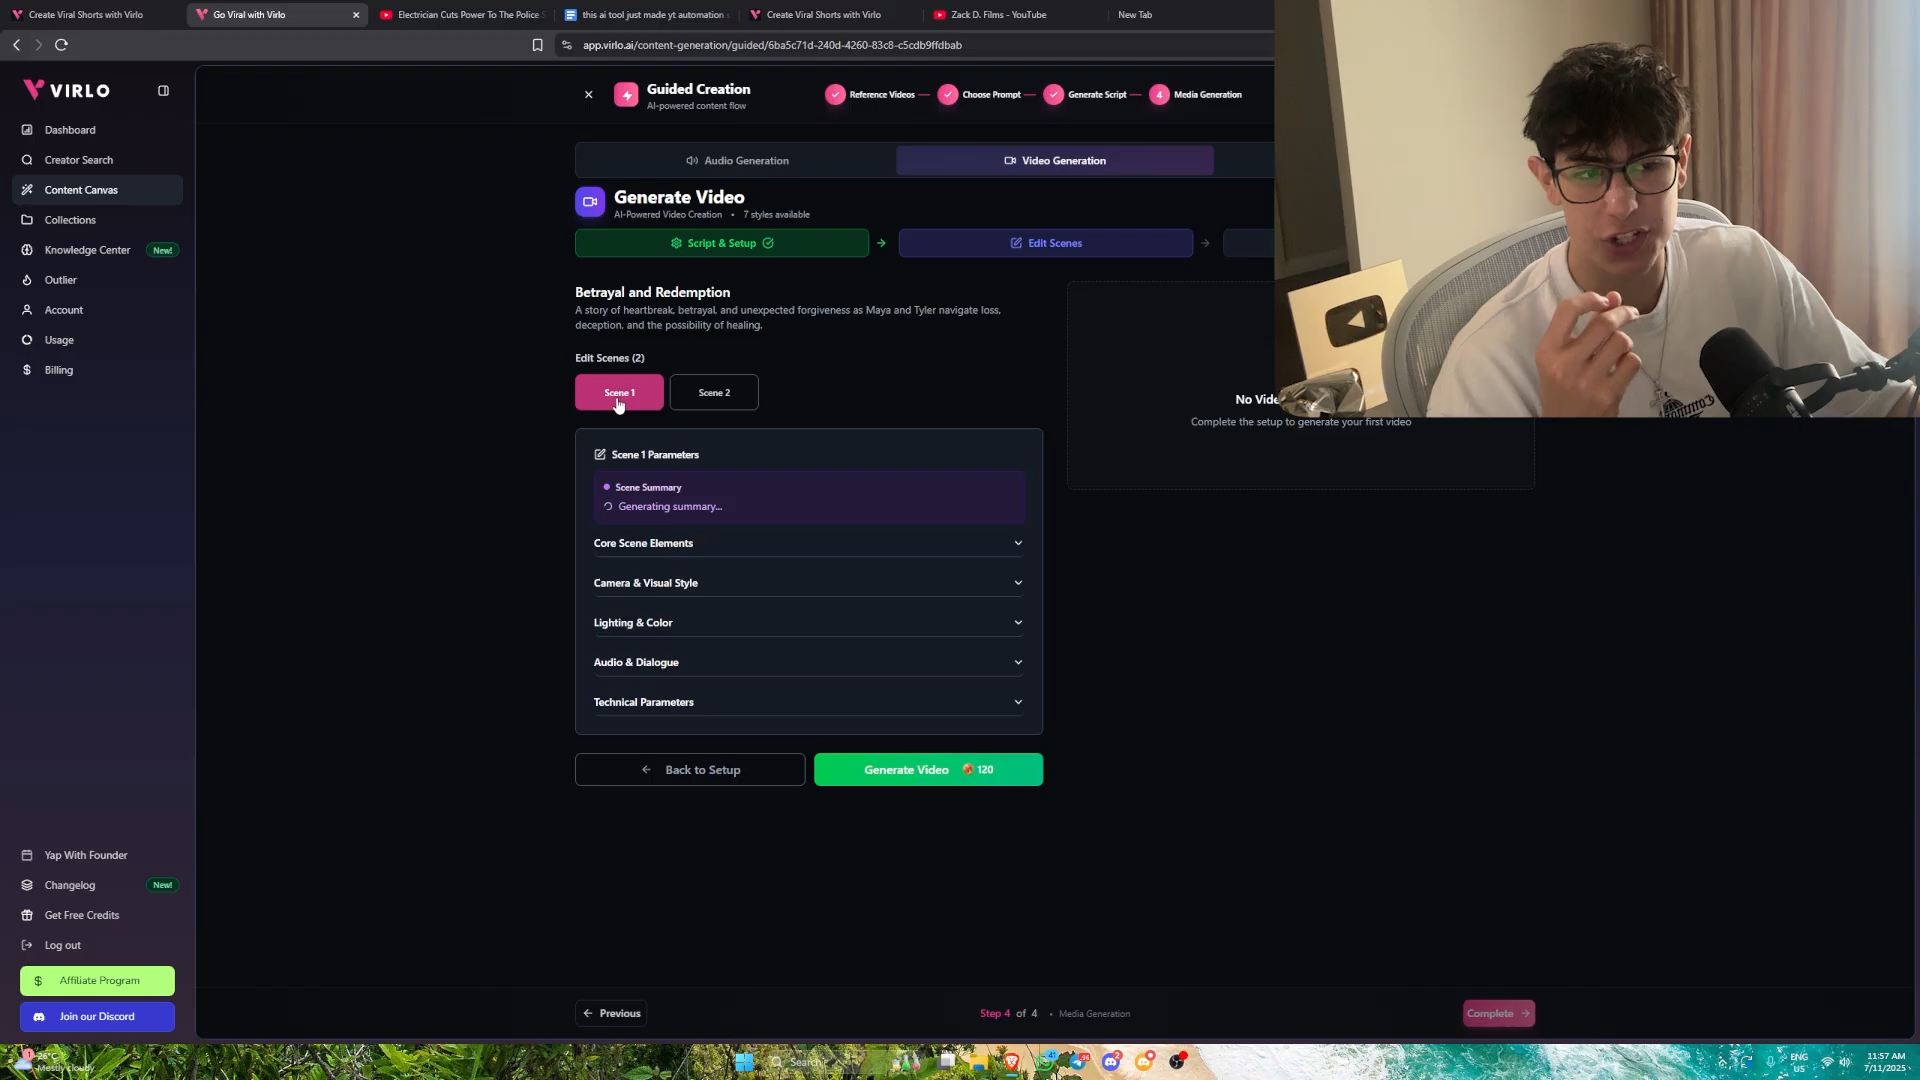 Create Viral Shorts with Virlo
Go Viral with Virlo
Electrician Cuts Power To The Police
this ai tool just made yt automation
Create Viral Shorts with Virlo
Zack D. Films - YouTube
New Tab
app.virlo.ai/content-generation/guided/6ba5c71d-240d-4260-83c8-c5cdb9ffdbab
VIRLO
Dashboard
Creator Search
Content Canvas
Collections
Knowledge Center New!
Outlier
Account
Usage
Billing
Yap With Founder
Changelog New!
Get Free Credits
Log out
Affiliate Program
Join our Discord
Guided Creation
AI-powered content flow
Reference Videos
Choose Prompt
Generate Script
4 Media Generation
Audio Generation
Video Generation
Generate Video
AI-Powered Video Creation • 7 styles available
Script & Setup
Edit Scenes
Betrayal and Redemption
A story of heartbreak, betrayal, and unexpected forgiveness as Maya and Tyler navigate loss,
deception, and the possibility of healing.
Edit Scenes (2)
Scene 1
Scene 2
Scene 1 Parameters
Scene Summary
Generating summary...
Core Scene Elements
Camera & Visual Style
Lighting & Color
Audio & Dialogue
Technical Parameters
Back to Setup
Generate Video 120
No
Complete the setup to generate your first video
Previous
Step 4 of 4 • Media Generation
Complete
26°C
Mostly cloudy
Search
ENG
US
11:57 AM
7/11/2025